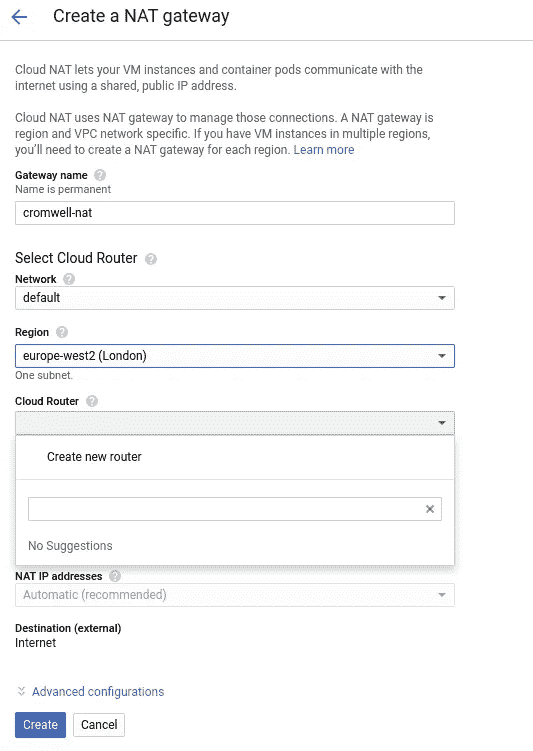 Create a NAT gateway
Cloud NAT lets your VM instances and container pods communicate with the
internet using a shared, public IP address.
Cloud NAT uses NAT gateway to manage those connections. A NAT gateway is
region and VPC network specific. If you have VM instances in multiple regions,
you'll need to create a NAT gateway for each region. Learn more
Gateway name ?
Name is permanent
cromwell-nat
Select Cloud Router ?
Network ?
default
Region ?
europe-west2 (London)
One subnet.
Cloud Router ?
Create new router
No Suggestions
NAT IP addresses ?
Automatic (recommended)
Destination (external)
Internet
Advanced configurations
Create Cancel